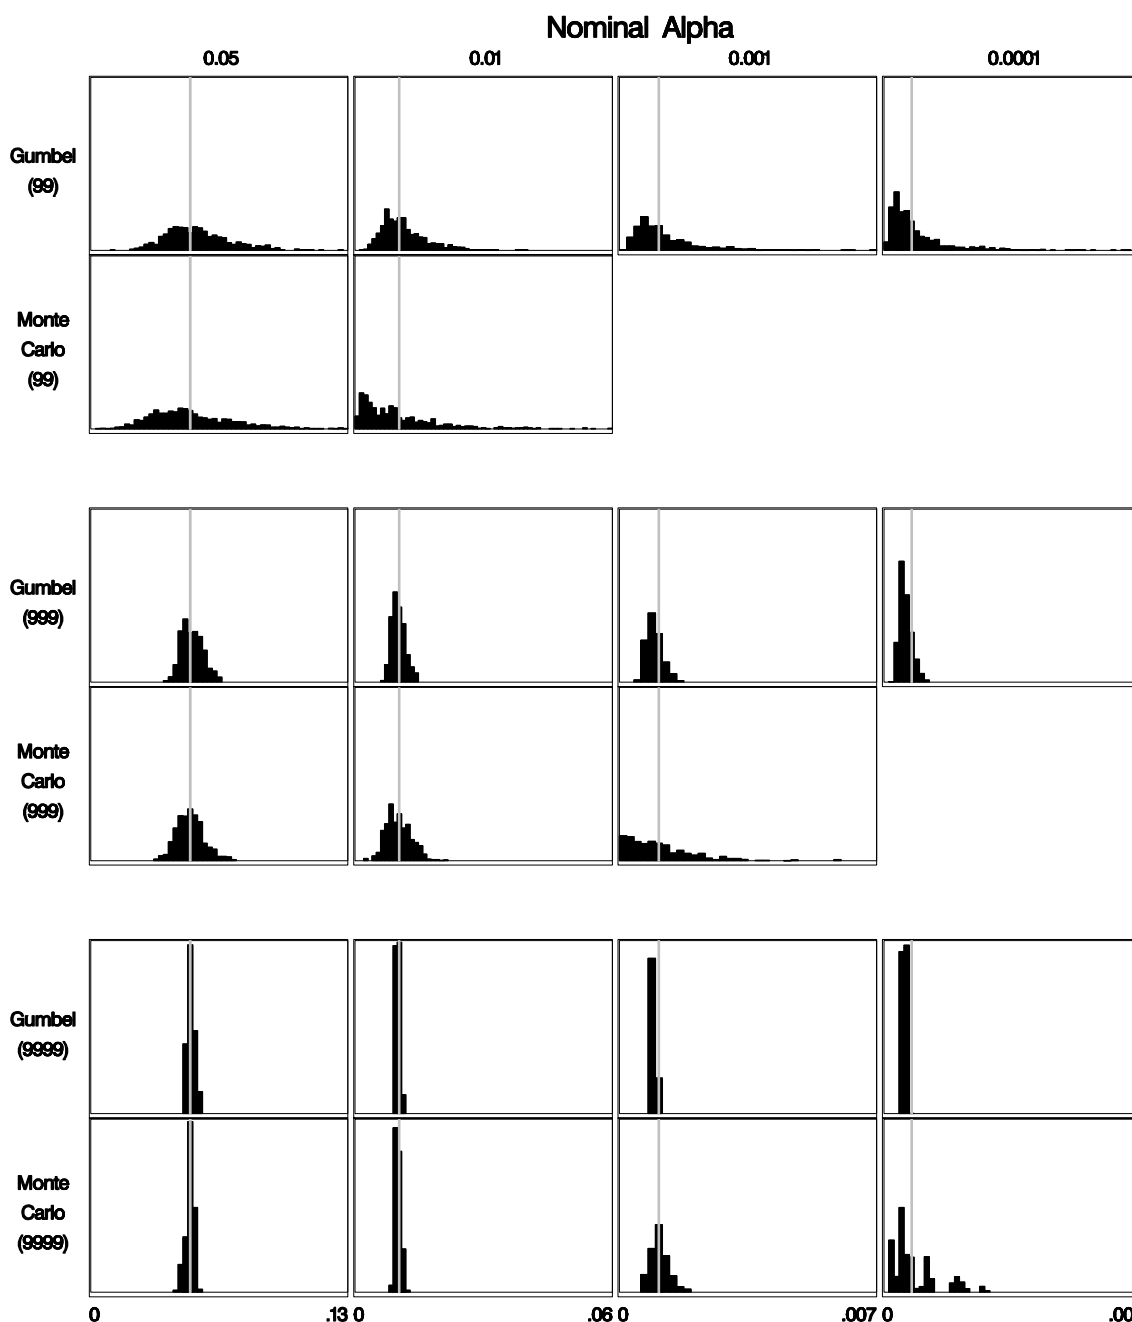 Nominal Alpha
0.05 0.01 0.001 0.0001
Gumbel
(99)
Monte
Carlo
(99)
Gumbel
(999)
Monte
Carlo
(999)
Gumbel
(9999)
Monte
Carlo
(9999)
0 .13 0 .06 0 .007 0 .00